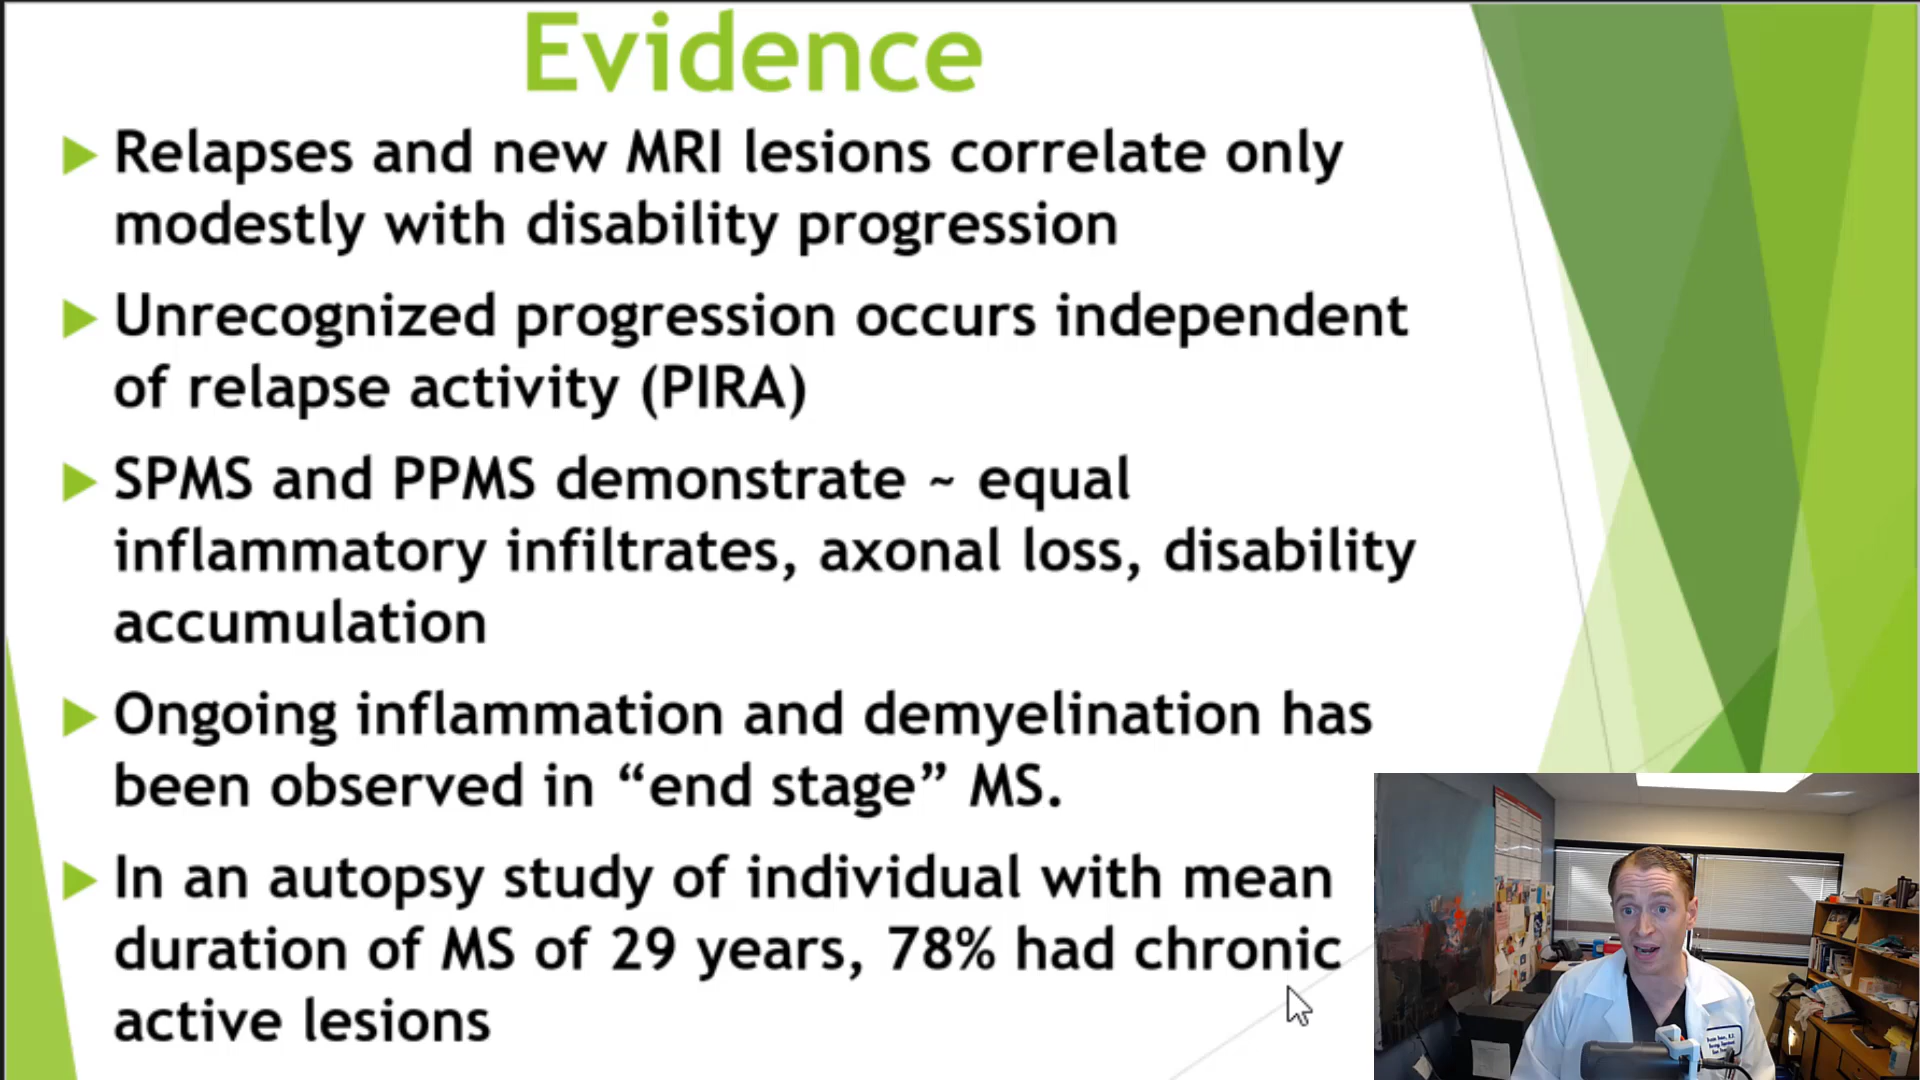 Evidence
Relapses and new MRI lesions correlate only
modestly with disability progression
Unrecognized progression occurs independent
of relapse activity (PIRA)
SPMS and PPMS demonstrate ~ equal
inflammatory infiltrates, axonal loss, disability
accumulation
Ongoing inflammation and demyelination has
been observed in “end stage” MS.
In an autopsy study of individual with mean
duration of MS of 29 years, 78% had chronic
active lesions